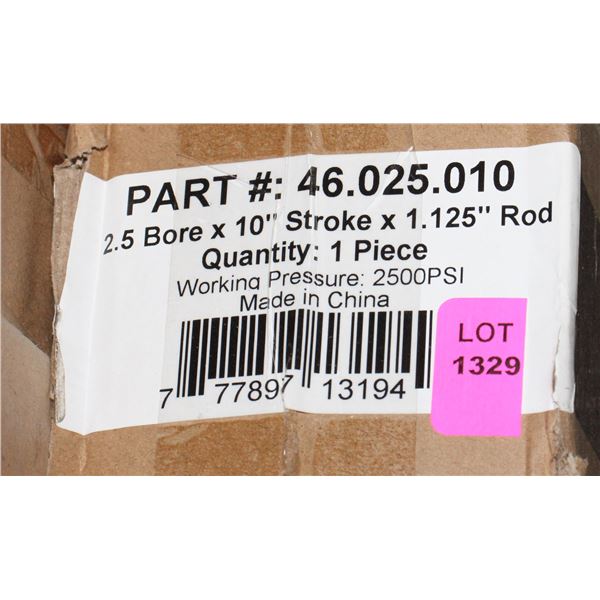 PART #: 46.025.010
2.5 Bore x 10" Stroke x 1.125" Rod
Quantity: 1 Piece
Working Pressure: 2500PSI
Made in China
7 77897 13194
LOT
1329